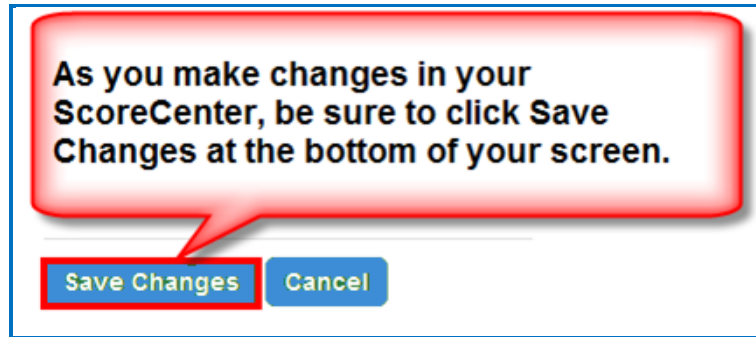 As you make changes in your
ScoreCenter, be sure to click Save
Changes at the bottom of your screen.
Save Changes Cancel